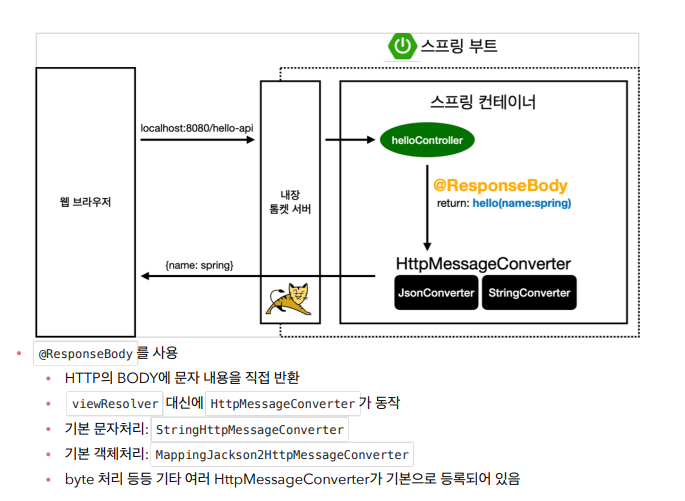 스프링 부트
스프링 컨테이너
localhost:8080/hello-api
helloController
@ResponseBody
return: hello(name:spring)
웹 브라우저
내장
톰켓 서버
{name: spring}
HttpMessageConverter
JsonConverter StringConverter
@ResponseBody 를 사용
HTTP의 BODY에 문자 내용을 직접 반환
viewResolver 대신에 HttpMessageConverter 가 동작
기본 문자처리: StringHttpMessageConverter
기본 객체처리: MappingJackson2HttpMessageConverter
byte 처리 등등 기타 여러 HttpMessageConverter가 기본으로 등록되어 있음